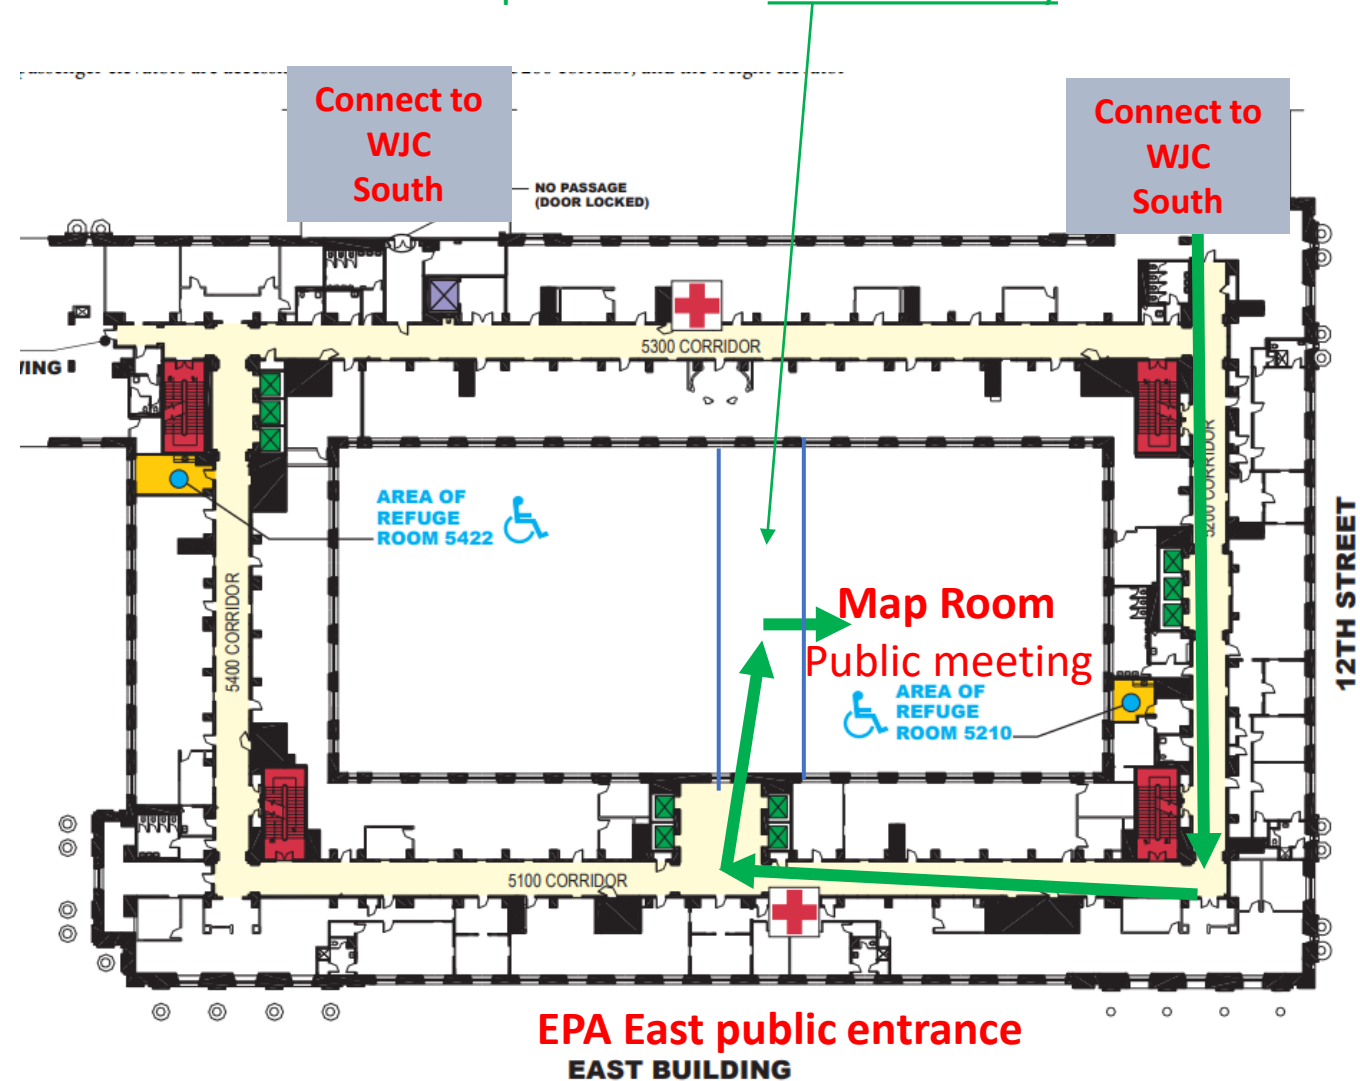 Connect to
WJC
South
Connect to
WJC
South
NO PASSAGE
(DOOR LOCKED)
5300 CORRIDOR
5200 CORRIDOR
AREA OF
REFUGE
ROOM 5422
5400 CORRIDOR
12TH STREET
Map Room
Public meeting
AREA OF
REFUGE
ROOM 5210
5100 CORRIDOR
EPA East public entrance
EAST BUILDING